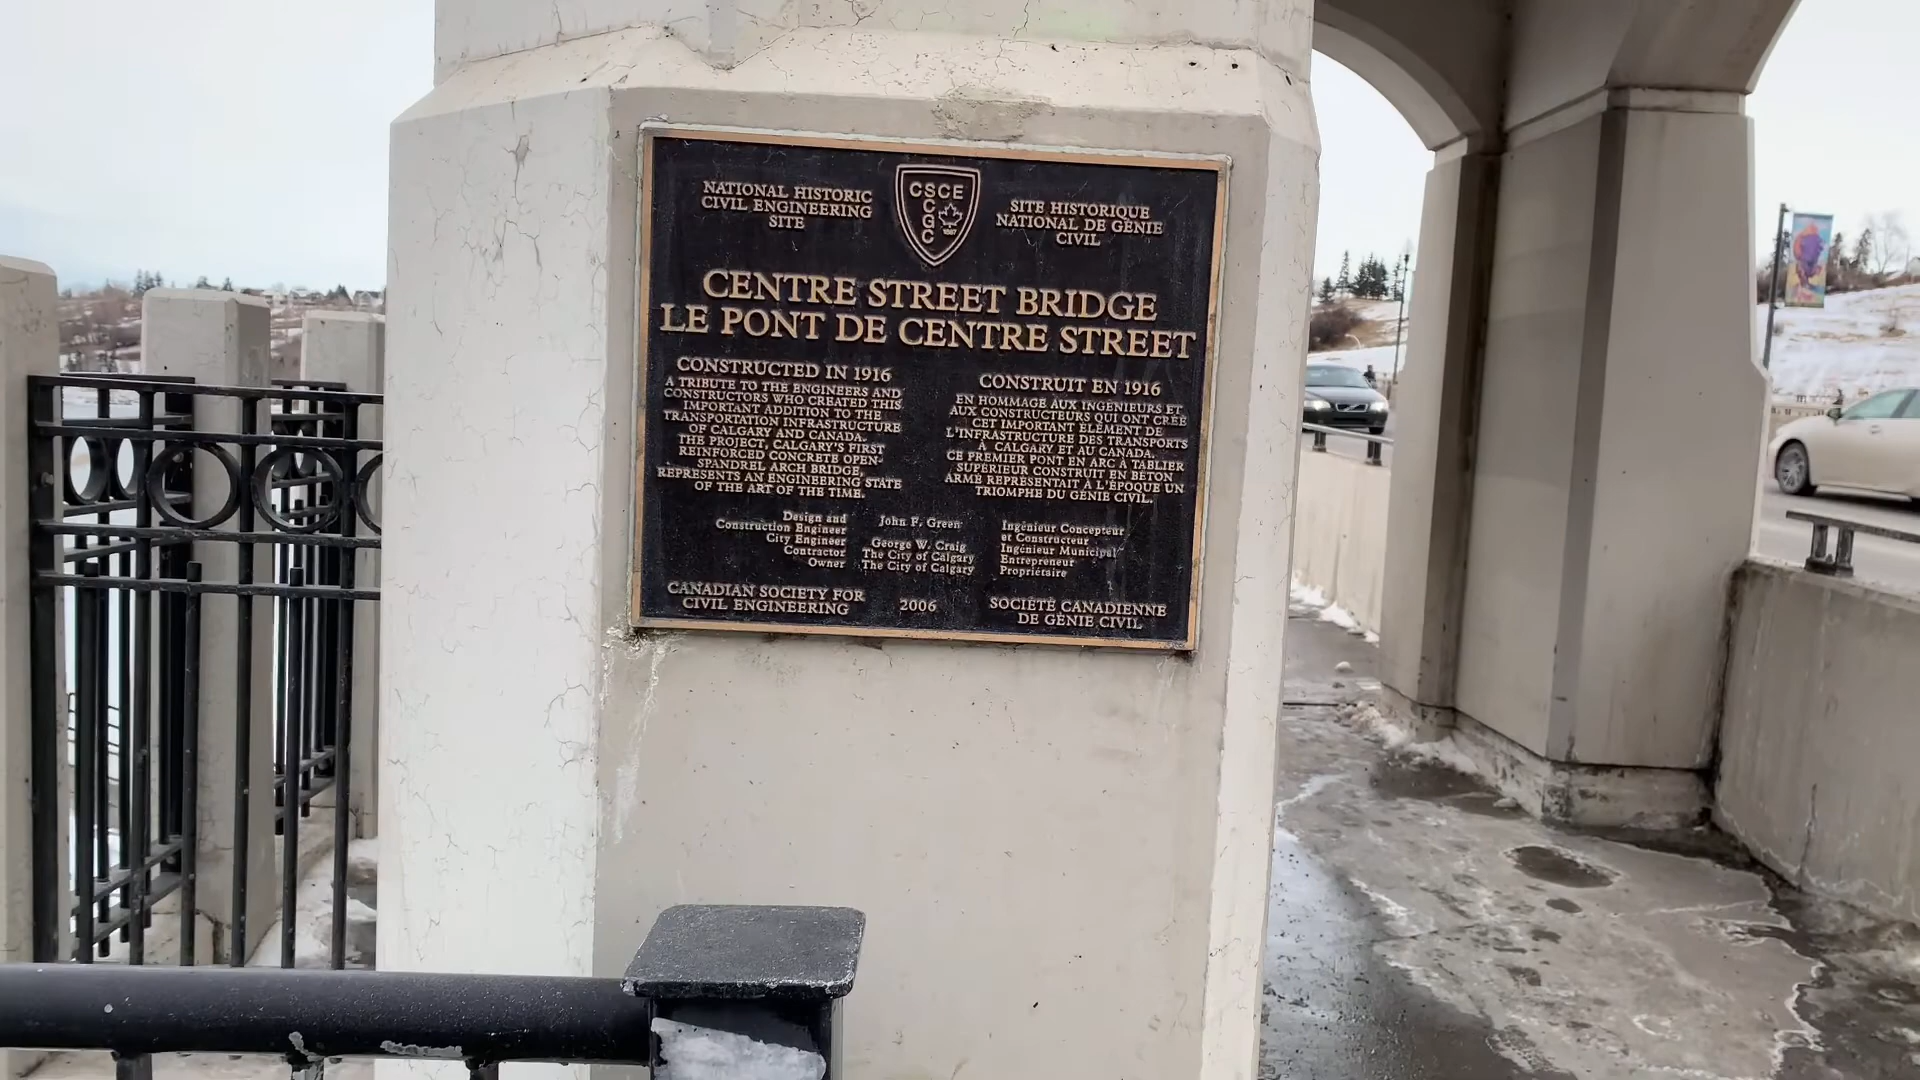 NATIONAL HISTORIC
CIVIL ENGINEERING
SITE
CSCE
SCGC
1887
SITE HISTORIQUE
NATIONAL DE GÉNIE
CIVIL
CENTRE STREET BRIDGE
LE PONT DE CENTRE STREET
CONSTRUCTED IN 1916
A TRIBUTE TO THE ENGINEERS AND
CONSTRUCTORS WHO CREATED THIS
IMPORTANT ADDITION TO THE
TRANSPORTATION INFRASTRUCTURE
OF CALGARY AND CANADA.
THE PROJECT, CALGARY'S FIRST
REINFORCED CONCRETE OPEN-
SPANDREL ARCH BRIDGE,
REPRESENTS AN ENGINEERING STATE
OF THE ART OF THE TIME.
CONSTRUIT EN 1916
EN HOMMAGE AUX INGÉNIEURS ET
AUX CONSTRUCTEURS QUI ONT CRÉÉ
CET IMPORTANT ÉLÉMENT DE
L'INFRASTRUCTURE DES TRANSPORTS
À CALGARY ET AU CANADA.
CE PREMIER PONT EN ARC À TABLIER
SUPÉRIEUR CONSTRUIT EN BÉTON
ARMÉ REPRÉSENTAIT À L'ÉPOQUE UN
TRIOMPHE DU GÉNIE CIVIL.
Design and
Construction Engineer
City Engineer
Contractor
Owner
John F. Green
George W. Craig
The City of Calgary
The City of Calgary
Ingénieur Concepteur
et Constructeur
Ingénieur Municipal
Entrepreneur
Propriétaire
CANADIAN SOCIETY FOR
CIVIL ENGINEERING
2006
SOCIÉTÉ CANADIENNE
DE GÉNIE CIVIL